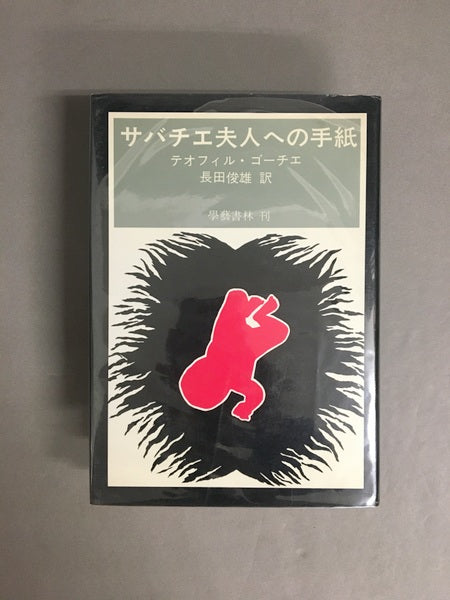 サバチエ夫人への手紙
テオフィル・ゴーチエ
長田俊雄 訳
學藝書林 刊